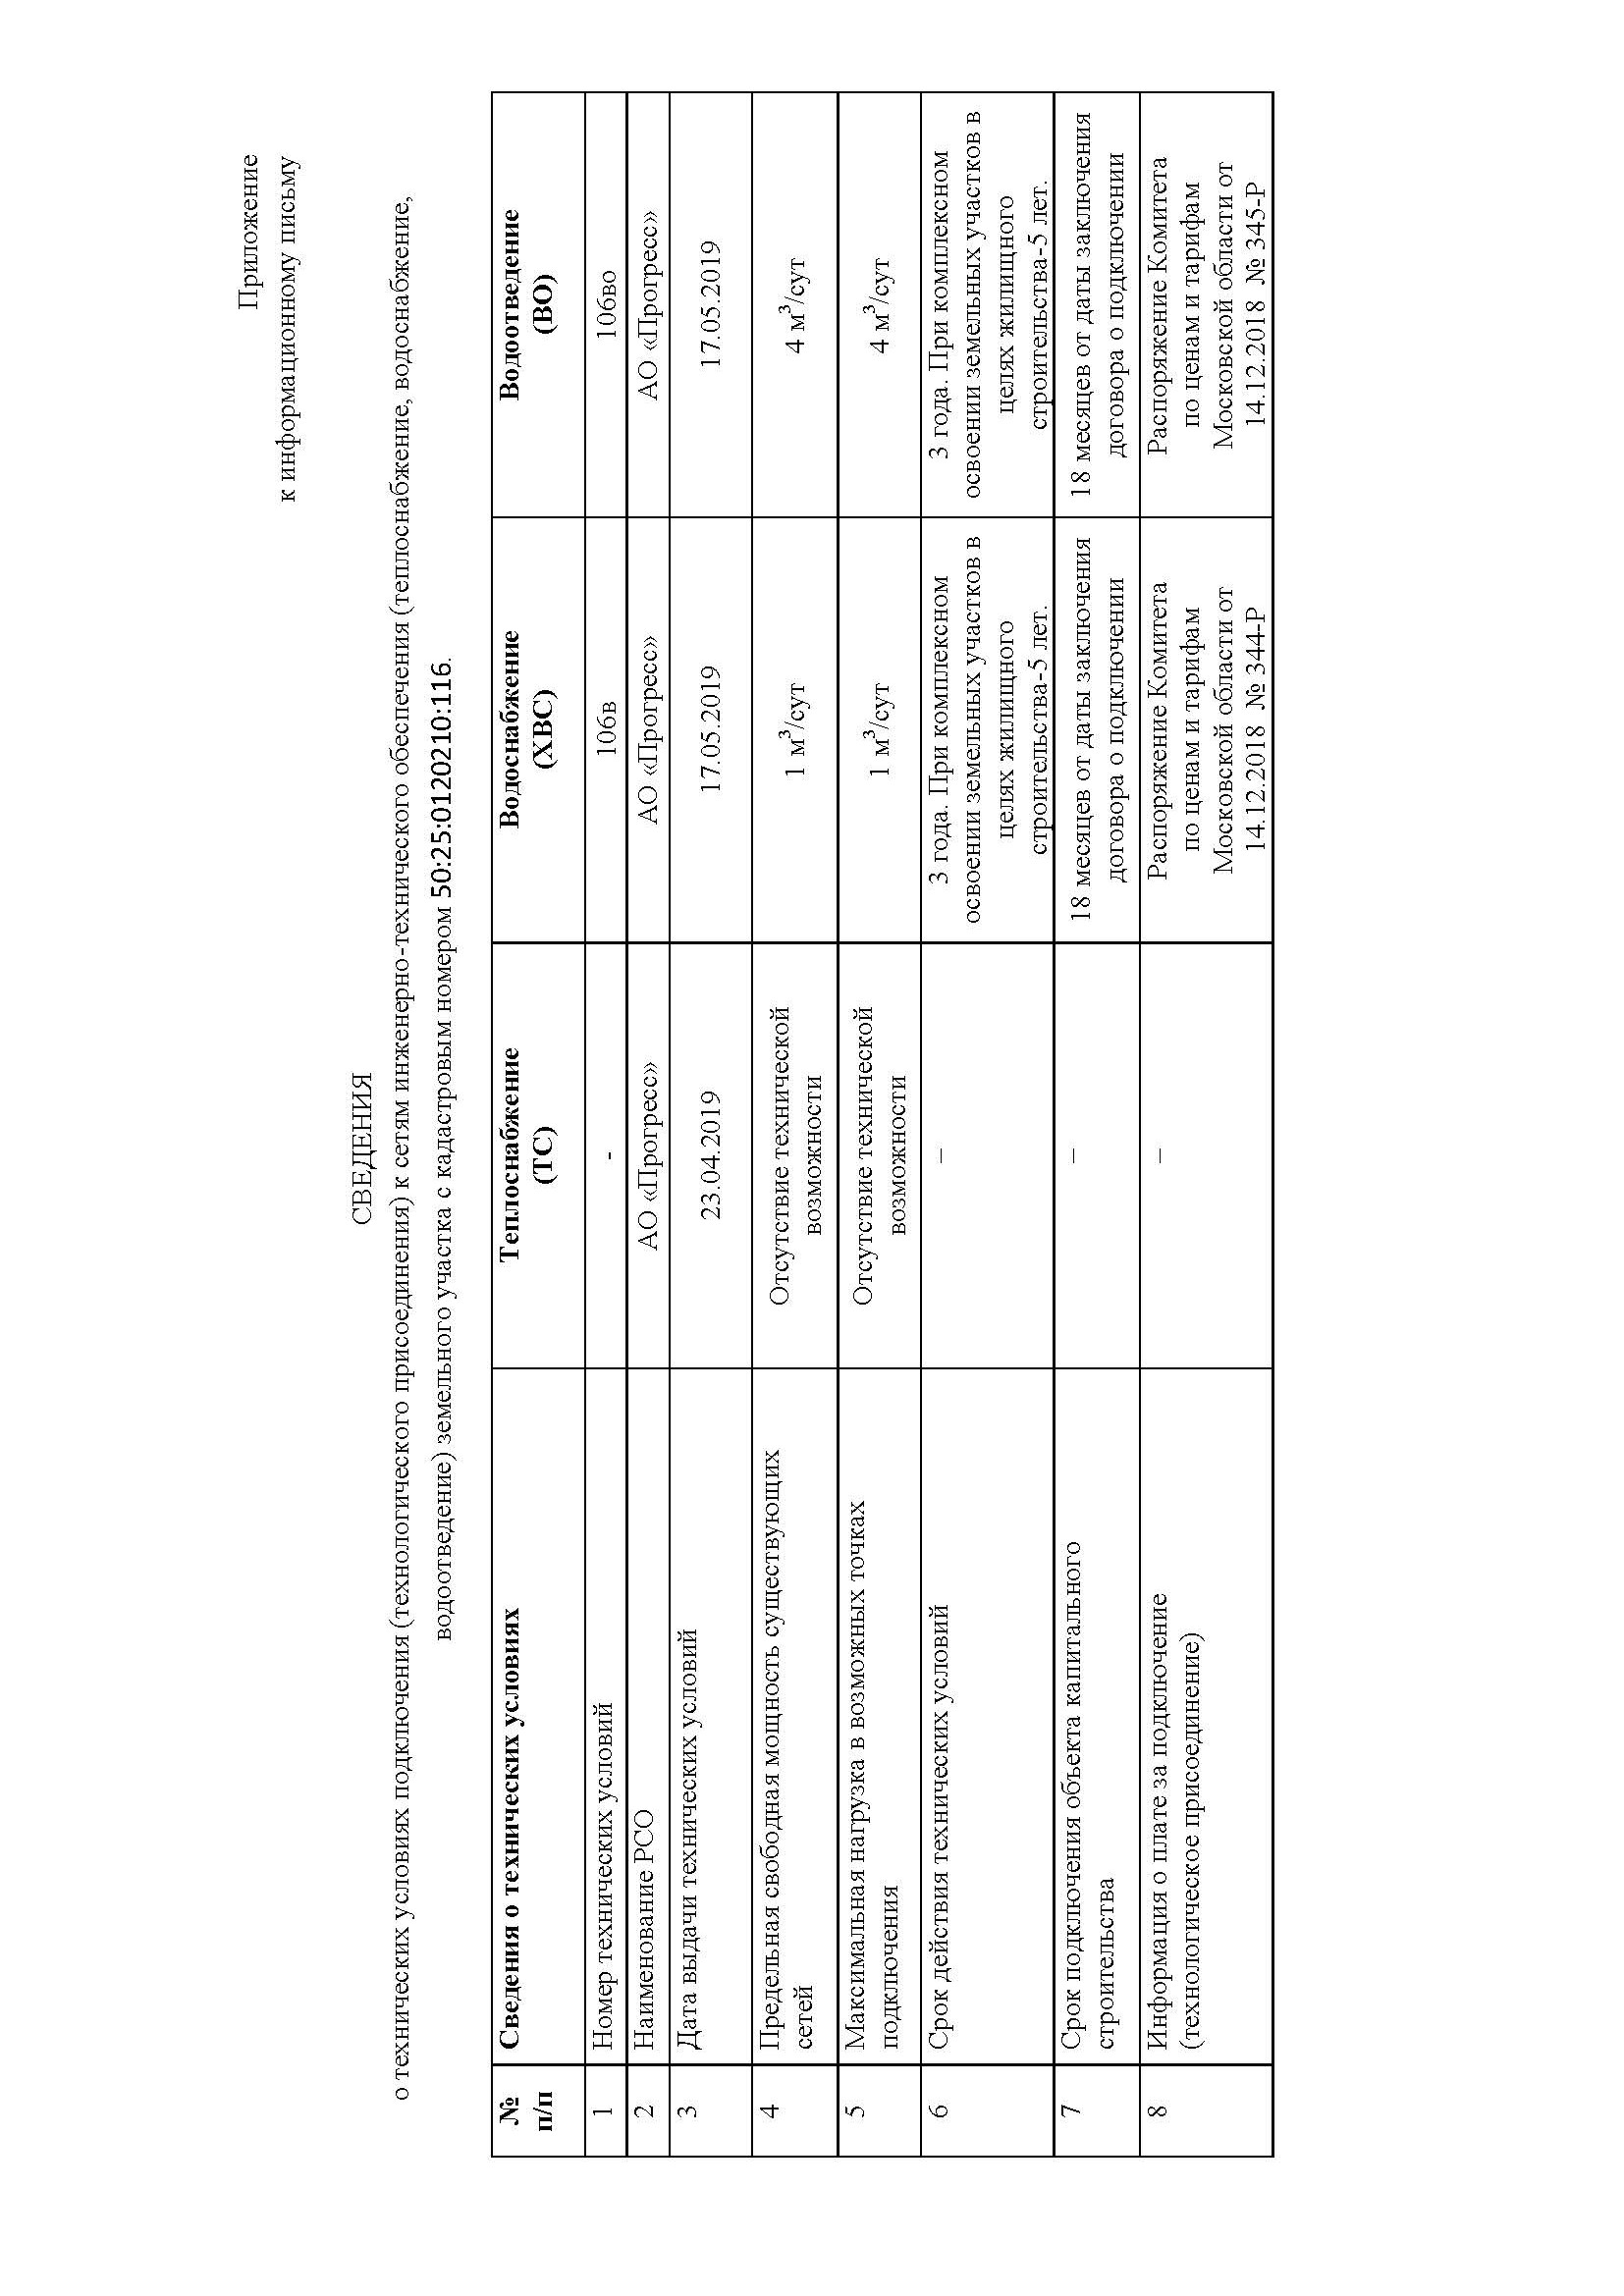 Приложение
к информационному письму
СВЕДЕНИЯ
о технических условиях подключения (технологического присоединения) к сетям инженерно-технического обеспечения (теплоснабжение, водоснабжение,
водоотведение) земельного участка с кадастровым номером 50:25:0120210:116.
№
п/п
Сведения о технических условиях
Теплоснабжение
(ТС)
Водоснабжение
(ХВС)
Водоотведение
(ВО)
1
Номер технических условий
-
106в
106во
2
Наименование РСО
АО «Прогресс»
АО «Прогресс»
АО «Прогресс»
3
Дата выдачи технических условий
23.04.2019
17.05.2019
17.05.2019
4
Предельная свободная мощность существующих
сетей
Отсутствие технической
возможности
1 м³/сут
4 м³/сут
5
Максимальная нагрузка в возможных точках
подключения
Отсутствие технической
возможности
1 м³/сут
4 м³/сут
6
Срок действия технических условий
–
3 года. При комплексном
освоении земельных участков в
целях жилищного
строительства-5 лет.
3 года. При комплексном
освоении земельных участков в
целях жилищного
строительства-5 лет.
7
Срок подключения объекта капитального
строительства
–
18 месяцев от даты заключения
договора о подключении
18 месяцев от даты заключения
договора о подключении
8
Информация о плате за подключение
(технологическое присоединение)
–
Распоряжение Комитета
по ценам и тарифам
Московской области от
14.12.2018 № 344-Р
Распоряжение Комитета
по ценам и тарифам
Московской области от
14.12.2018 № 345-Р